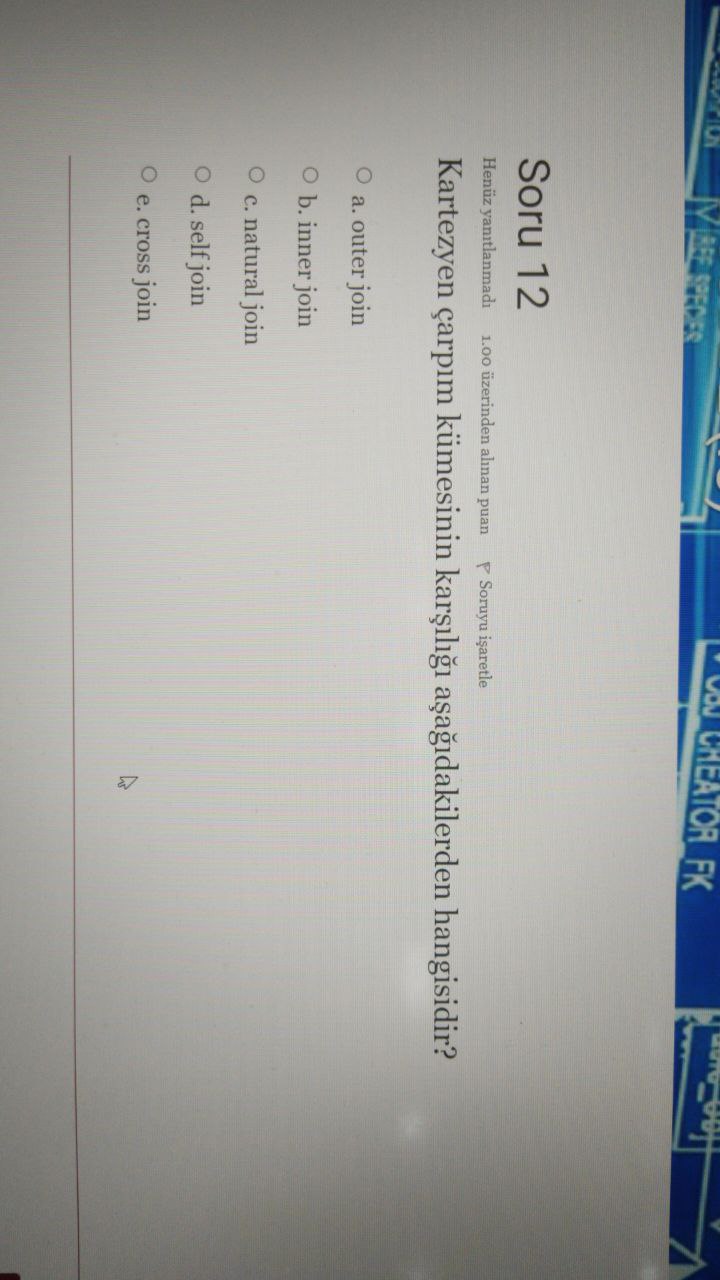 REF SPECIES
CREATOR FK
Soru 12
Henüz yanıtlanmadı 1.00 üzerinden alınan puan Soruyu işaretle
Kartezyen çarpım kümesinin karşılığı aşağıdakilerden hangisidir?
a. outer join
b. inner join
c. natural join
d. self join
e. cross join